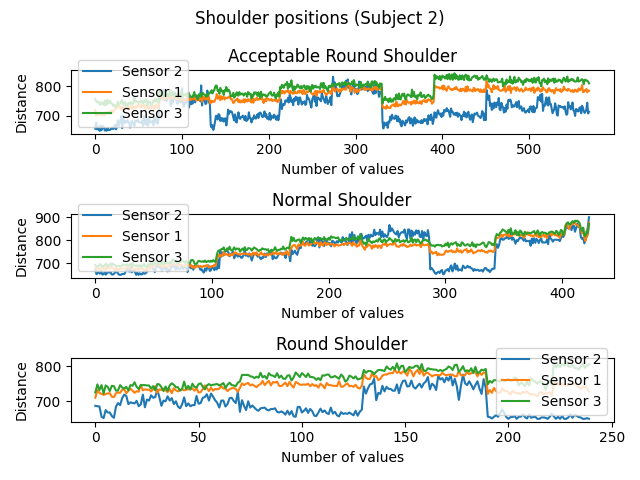 Shoulder positions (Subject 2)
Acceptable Round Shoulder
Sensor 2
Sensor 1
Sensor 3
800
700
Distance
0 100 200 300 400 500
Number of values
Normal Shoulder
Sensor 2
Sensor 1
Sensor 3
900
800
700
Distance
0 100 200 300 400
Number of values
Round Shoulder
Sensor 2
Sensor 1
Sensor 3
800
700
Distance
0 50 100 150 200 250
Number of values